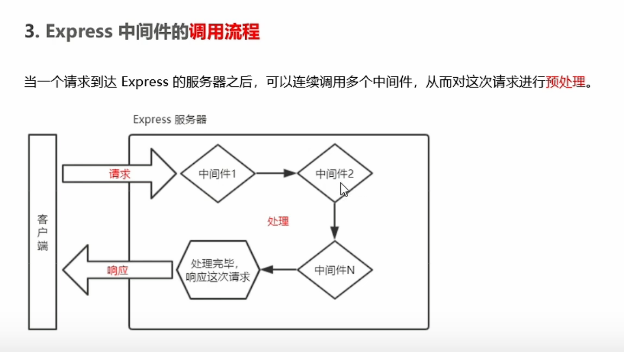 3. Express 中间件的调用流程
当一个请求到达 Express 的服务器之后，可以连续调用多个中间件，从而对这次请求进行预处理。
Express 服务器
客
户
端
请求
中间件1
中间件2
处理
响应
处理完毕，
响应这次请求
中间件N